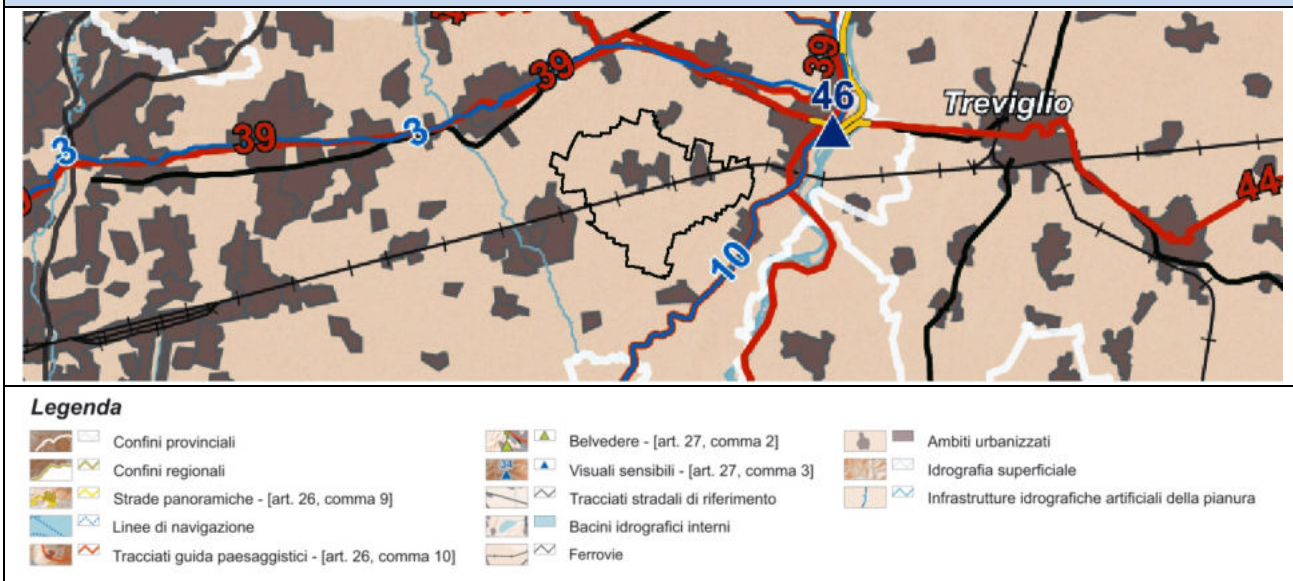 44
39
39
46
Treviglio
3
39
3
44
10
Legenda
Confini provinciali
Confini regionali
Strade panoramiche - [art. 26, comma 9]
Linee di navigazione
Tracciati guida paesaggistici - [art. 26, comma 10]
Belvedere - [art. 27, comma 2]
34
Visuali sensibili - [art. 27, comma 3]
Tracciati stradali di riferimento
Bacini idrografici interni
Ferrovie
Ambiti urbanizzati
Idrografia superficiale
Infrastrutture idrografiche artificiali della pianura